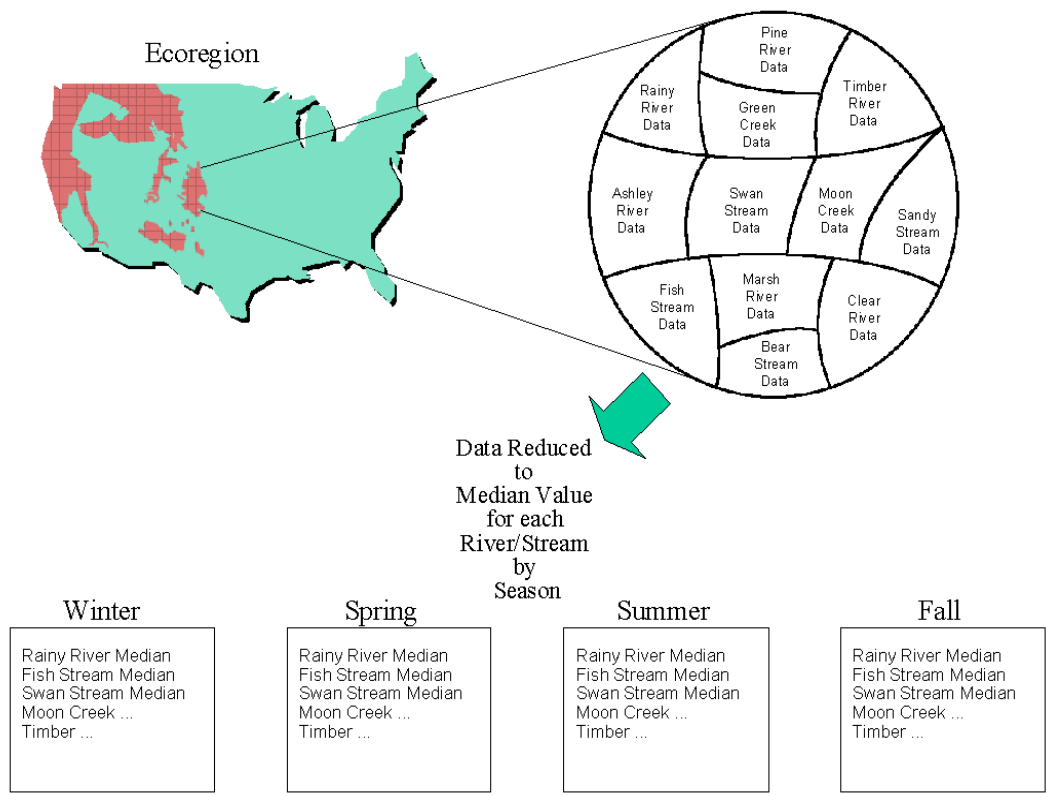 Ecoregion
Pine
River
Data
Rainy
River
Data
Green
Creek
Data
Timber
River
Data
Ashley
River
Data
Swan
Stream
Data
Moon
Creek
Data
Sandy
Stream
Data
Fish
Stream
Data
Marsh
River
Data
Clear
River
Data
Bear
Stream
Data
Data Reduced
to
Median Value
for each
River/Stream
by
Season
Winter
Rainy River Median
Fish Stream Median
Swan Stream Median
Moon Creek ...
Timber ...
Spring
Rainy River Median
Fish Stream Median
Swan Stream Median
Moon Creek ...
Timber ...
Summer
Rainy River Median
Fish Stream Median
Swan Stream Median
Moon Creek ...
Timber ...
Fall
Rainy River Median
Fish Stream Median
Swan Stream Median
Moon Creek ...
Timber ...